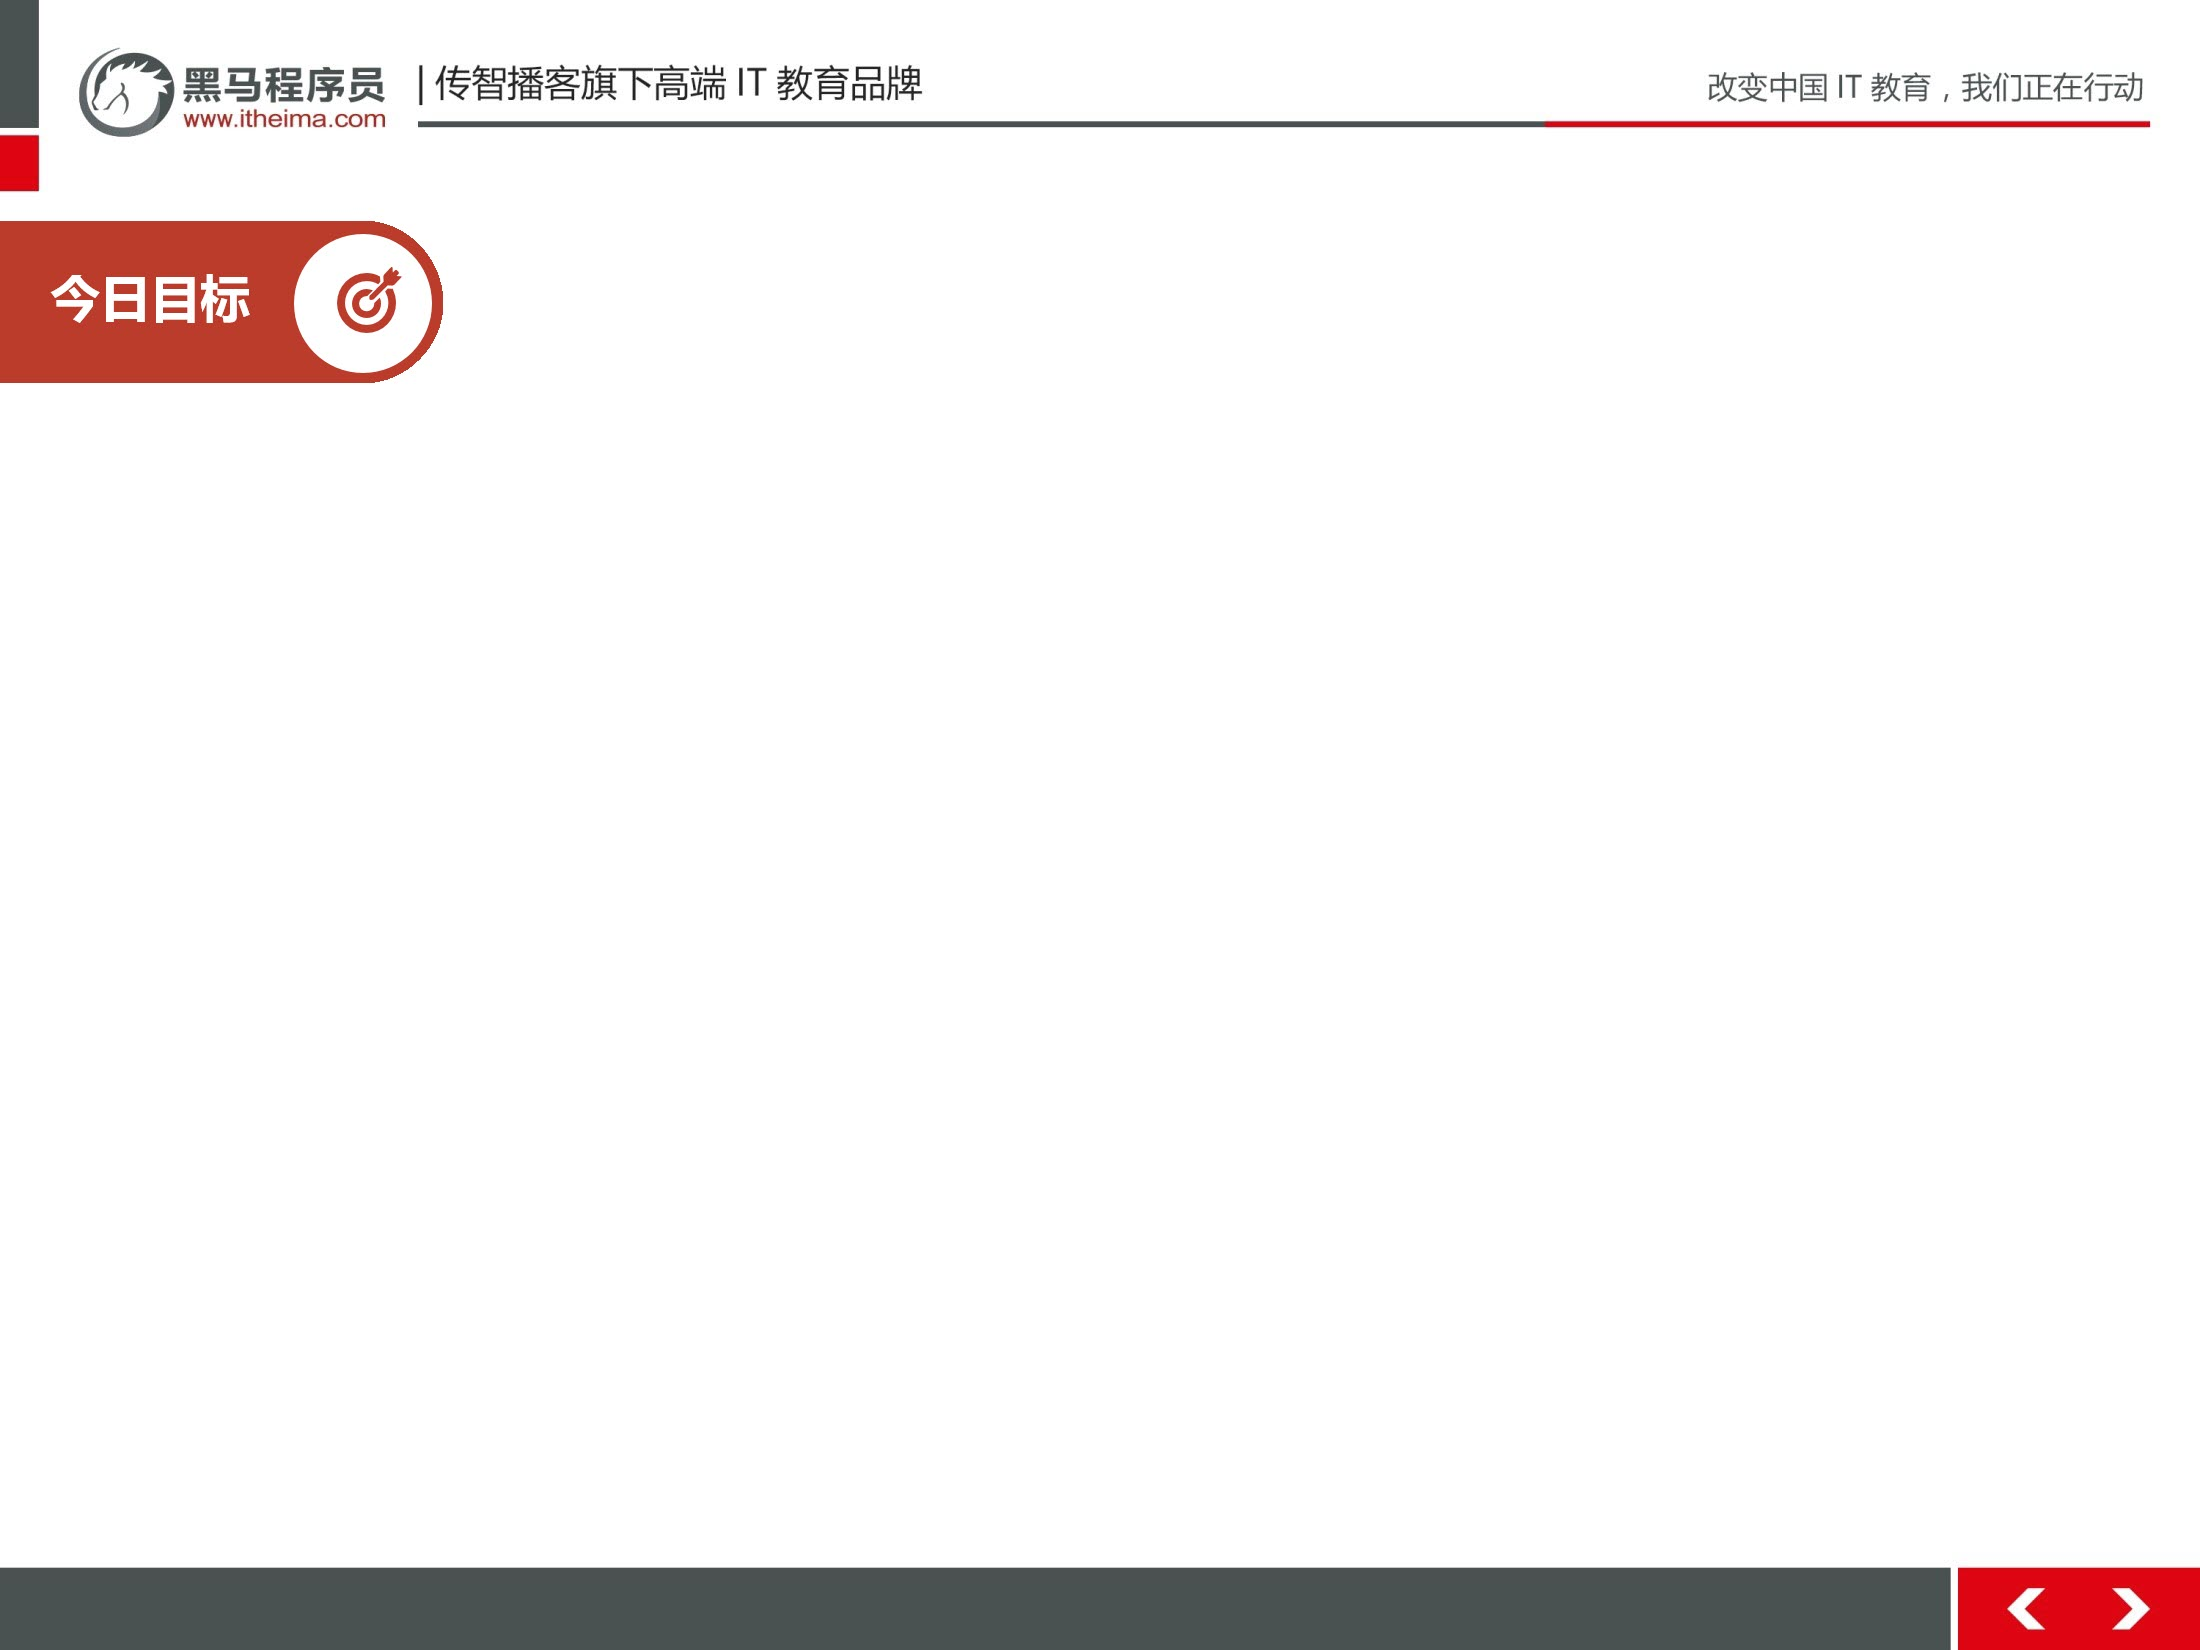 黑马程序员
www.itheima.com
|传智播客旗下高端 IT 教育品牌
改变中国 IT 教育，我们正在行动
今日目标